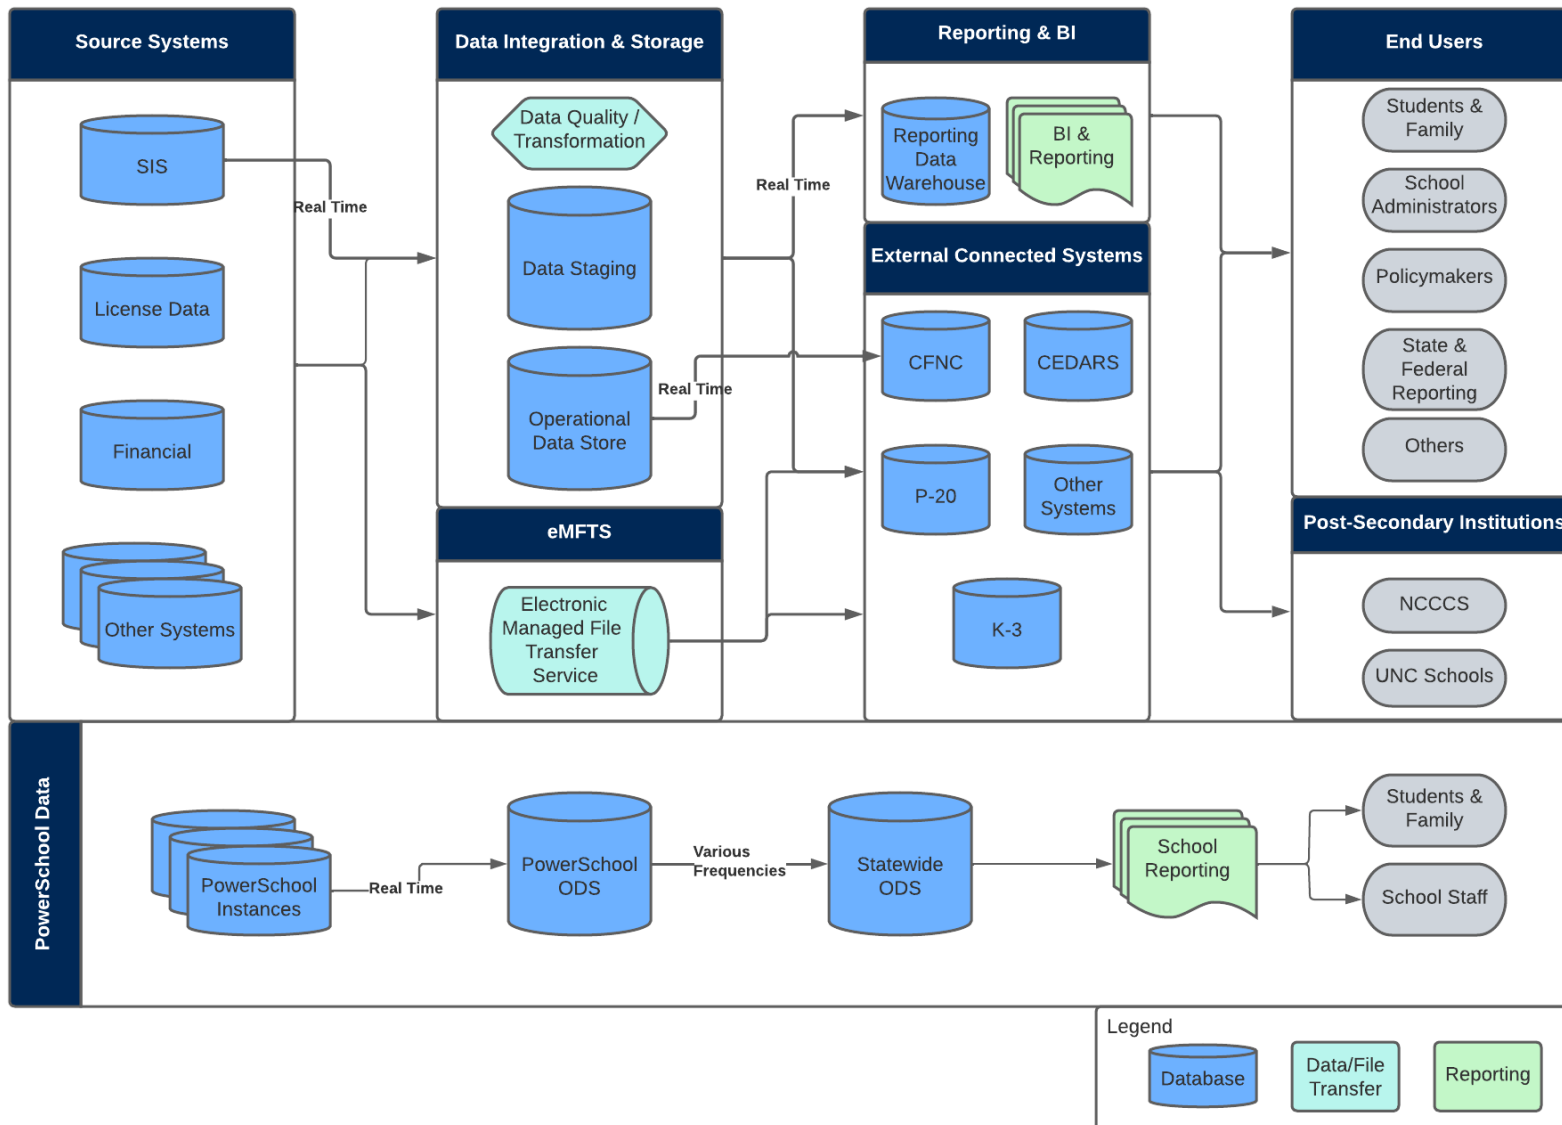 Source Systems
SIS
License Data
Financial
Other Systems
Real Time
Data Integration & Storage
Data Quality /
Transformation
Data Staging
Operational
Data Store
Real Time
eMFTS
Electronic
Managed File
Transfer
Service
Real Time
Reporting & BI
Reporting
Data
Warehouse
BI &
Reporting
External Connected Systems
CFNC
CEDARS
P-20
Other
Systems
K-3
End Users
Students &
Family
School
Administrators
Policymakers
State &
Federal
Reporting
Others
Post-Secondary Institutions
NCCCS
UNC Schools
PowerSchool Data
PowerSchool
Instances
Real Time
PowerSchool
ODS
Various
Frequencies
Statewide
ODS
School
Reporting
Students &
Family
School Staff
Legend
Database
Data/File
Transfer
Reporting